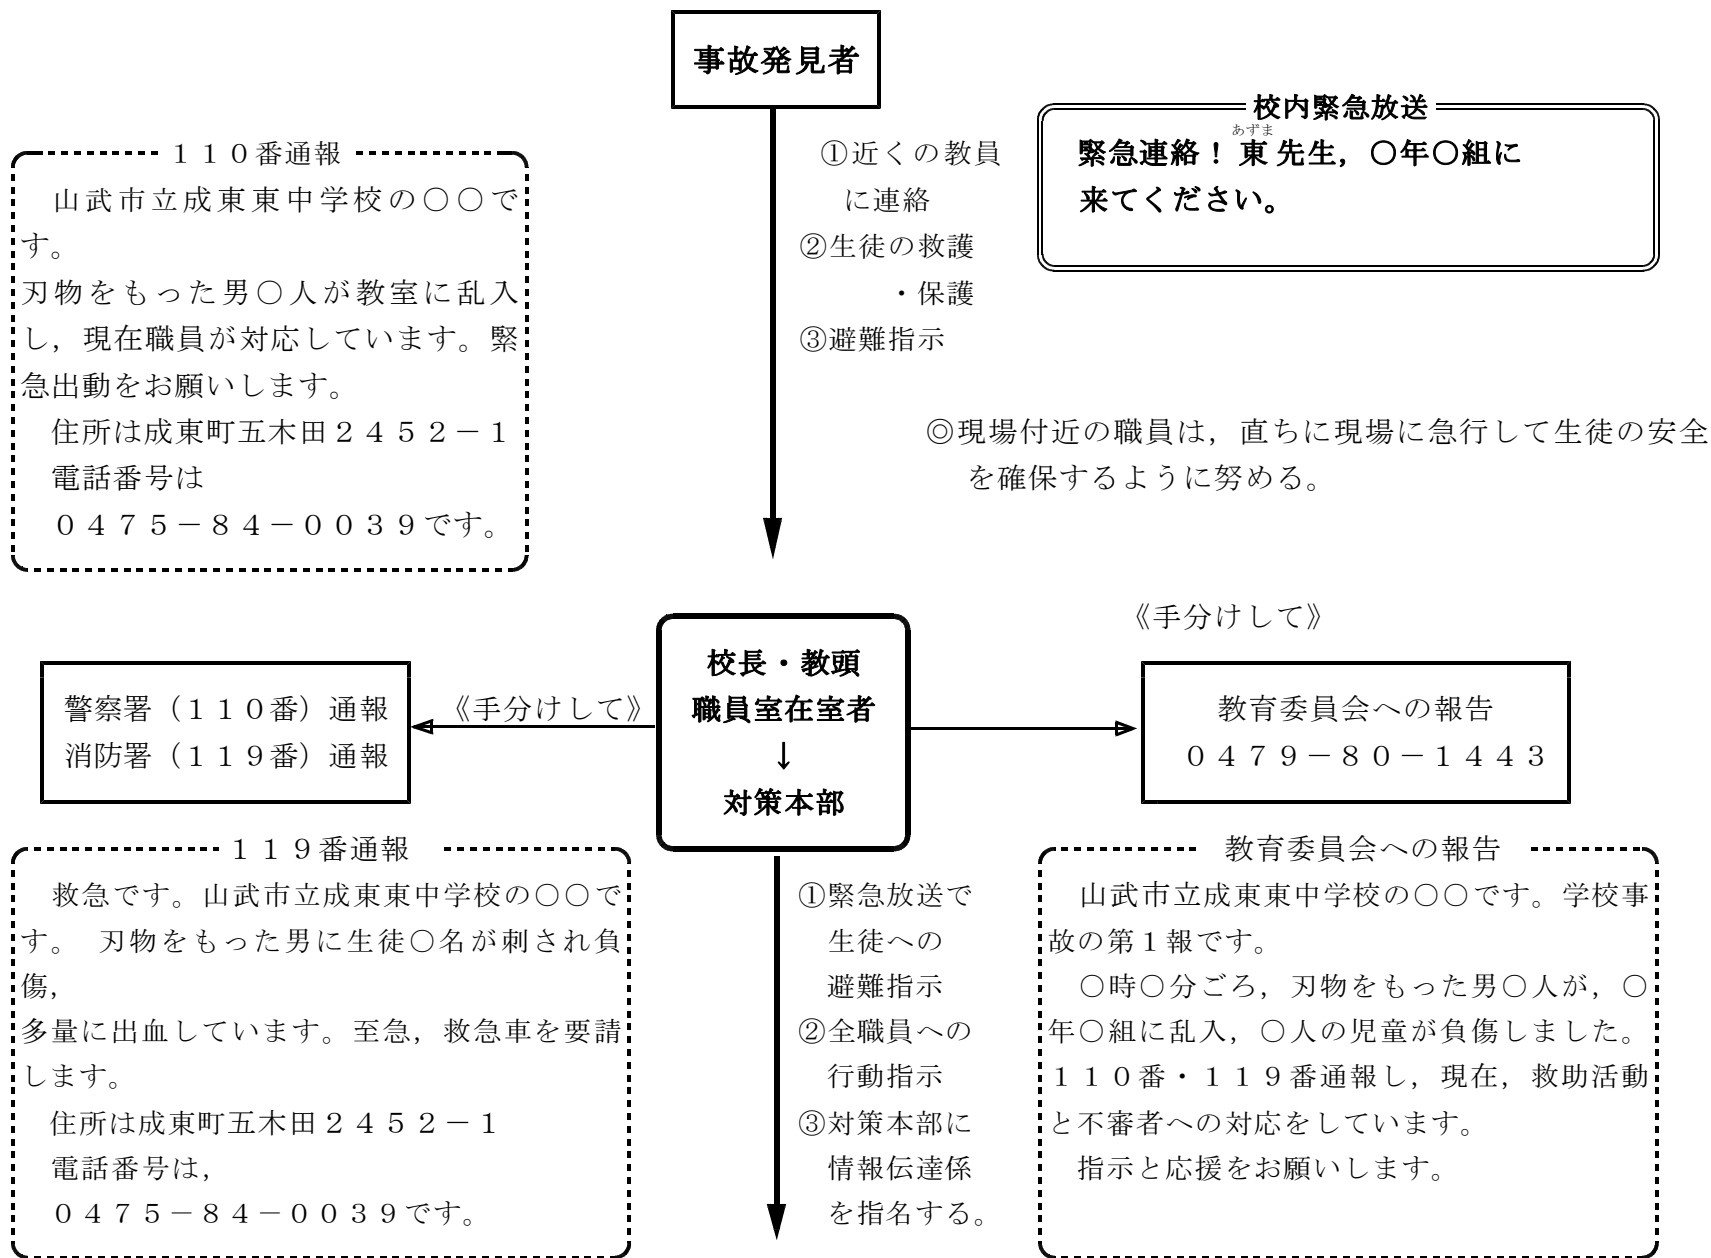 事故発見者
校内緊急放送
あずま
緊急連絡！東先生，〇年〇組に
来てください。
１１０番通報
山武市立成東東中学校の〇〇で
す。
刃物をもった男〇人が教室に乱入
し，現在職員が対応しています。緊
急出動をお願いします。
住所は成東町五木田２４５２－１
電話番号は
０４７５－８４－００３９です。
①近くの教員
に連絡
②生徒の救護
・保護
③避難指示
◎現場付近の職員は，直ちに現場に急行して生徒の安全
を確保するように努める。
《手分けして》
警察署（１１０番）通報
消防署（１１９番）通報
《手分けして》
校長・教頭
職員室在室者
↓
対策本部
教育委員会への報告
０４７９－８０－１４４３
１１９番通報
救急です。山武市立成東東中学校の〇〇で
す。 刃物をもった男に生徒〇名が刺され負
傷，
多量に出血しています。至急，救急車を要請
します。
住所は成東町五木田２４５２－１
電話番号は，
０４７５－８４－００３９です。
①緊急放送で
生徒への
避難指示
②全職員への
行動指示
③対策本部に
情報伝達係
を指名する。
教育委員会への報告
山武市立成東東中学校の〇〇です。学校事
故の第１報です。
〇時〇分ごろ，刃物をもった男〇人が，〇
年〇組に乱入，〇人の児童が負傷しました。
１１０番・１１９番通報し，現在，救助活動
と不審者への対応をしています。
指示と応援をお願いします。